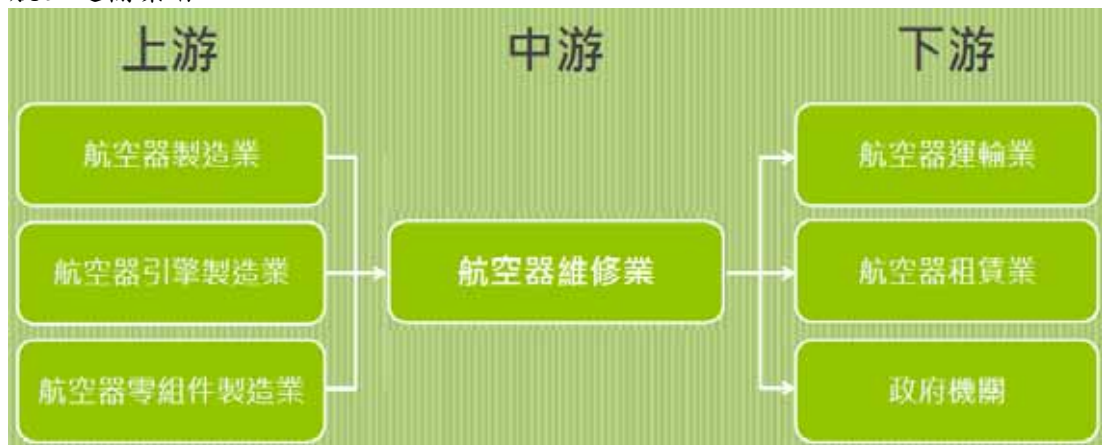 上游 中游 下游
航空器製造業 航空器運輸業
航空器引擎製造業 航空器維修業 航空器租賃業
航空器零組件製造業 政府機關